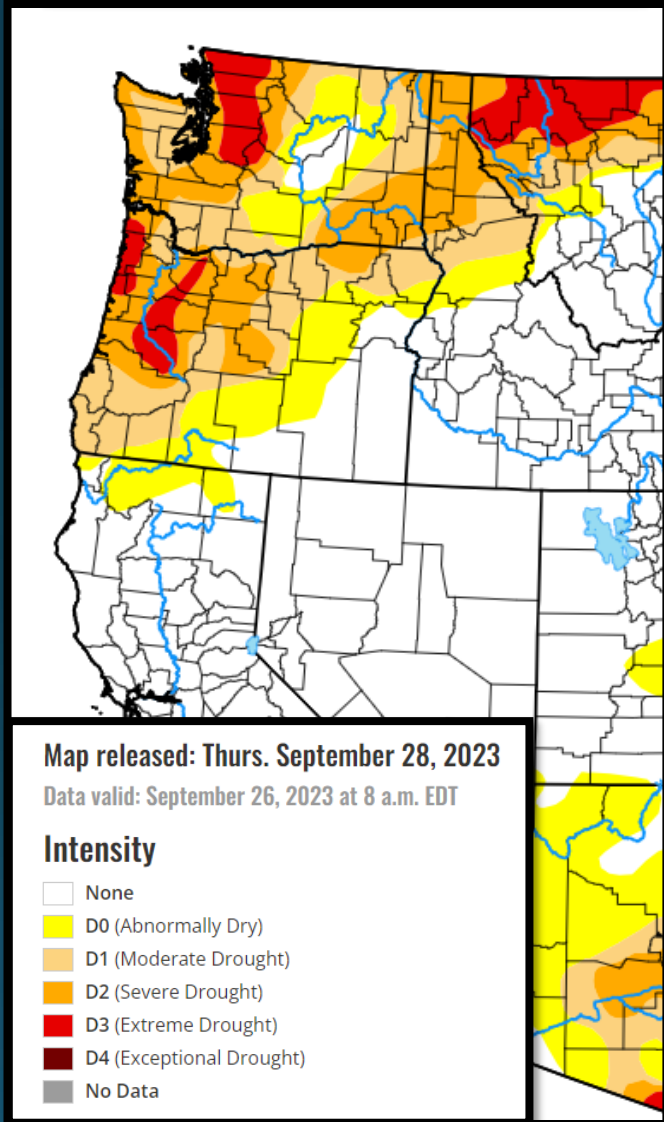 Map released: Thurs. September 28, 2023
Data valid: September 26, 2023 at 8 a.m. EDT
Intensity
None
D0 (Abnormally Dry)
D1 (Moderate Drought)
D2 (Severe Drought)
D3 (Extreme Drought)
D4 (Exceptional Drought)
No Data